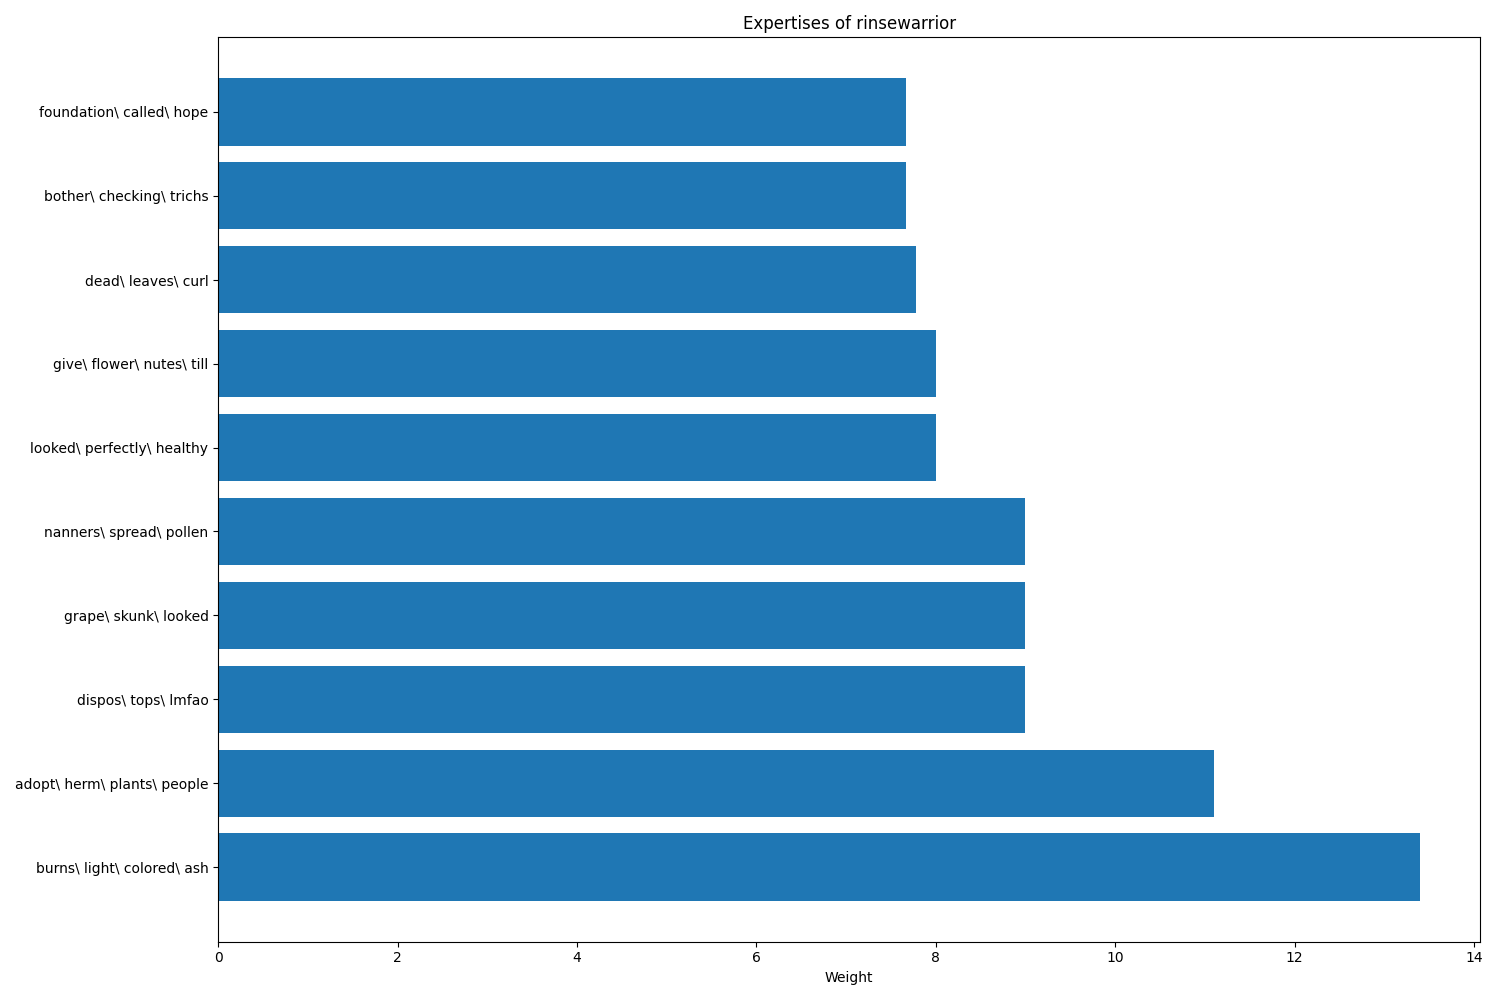 Expertises of rinsewarrior
foundation\ called\ hope
bother\ checking\ trichs
dead\ leaves\ curl
give\ flower\ nutes\ till
looked\ perfectly\ healthy
nanners\ spread\ pollen
grape\ skunk\ looked
dispos\ tops\ lmfao
adopt\ herm\ plants\ people
burns\ light\ colored\ ash
0 2 4 6 8 10 12 14
Weight